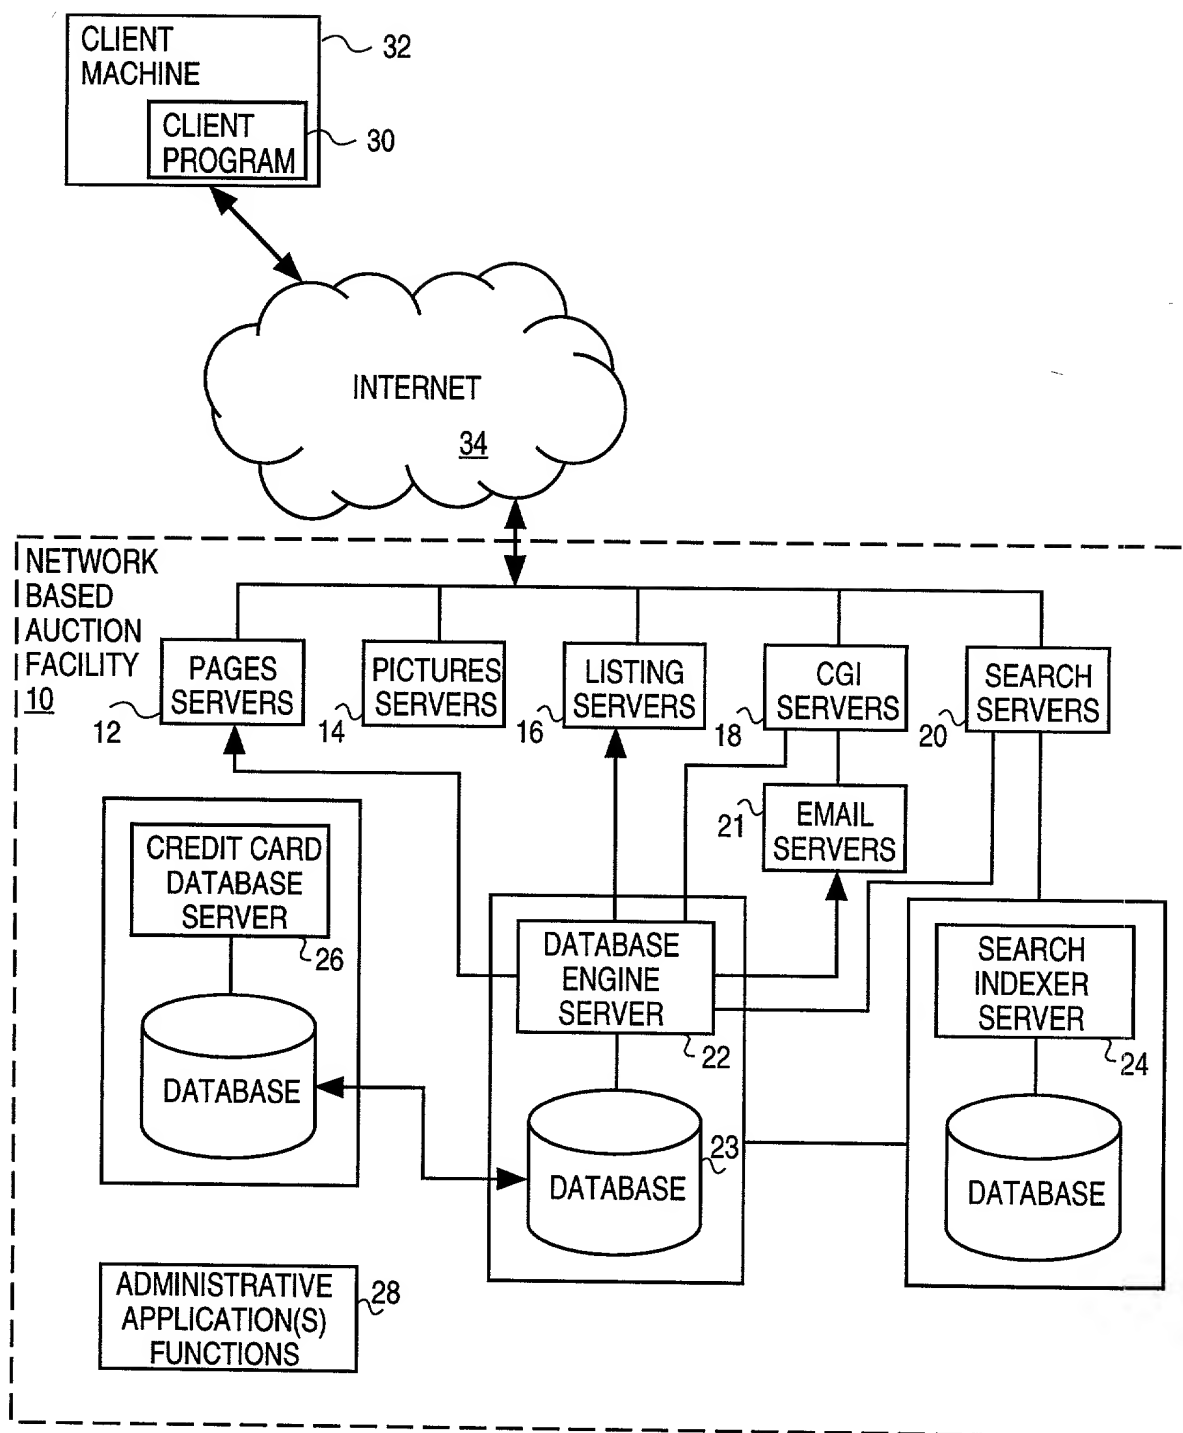 CLIENT
MACHINE
32
CLIENT
PROGRAM
30
INTERNET
34
NETWORK
BASED
AUCTION
FACILITY
10
PAGES
SERVERS
12
PICTURES
SERVERS
14
LISTING
SERVERS
16
CGI
SERVERS
18
SEARCH
SERVERS
20
EMAIL
SERVERS
21
CREDIT CARD
DATABASE
SERVER
26
DATABASE
DATABASE
ENGINE
SERVER
22
DATABASE
23
SEARCH
INDEXER
SERVER
24
DATABASE
ADMINISTRATIVE
APPLICATION(S)
FUNCTIONS
28